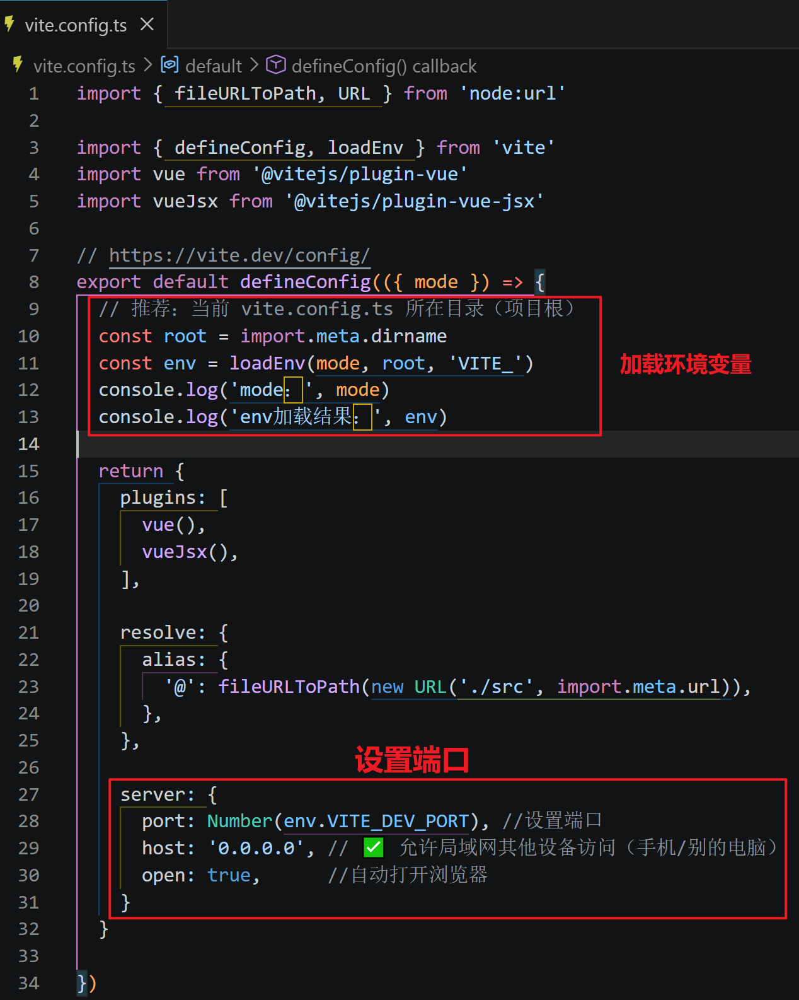 vite.config.ts
vite.config.ts > default > defineConfig() callback
1 import { fileURLToPath, URL } from 'node:url'
2
3 import { defineConfig, loadEnv } from 'vite'
4 import vue from '@vitejs/plugin-vue'
5 import vueJsx from '@vitejs/plugin-vue-jsx'
6
7 // https://vite.dev/config/
8 export default defineConfig(({ mode }) => {
9 // 推荐：当前 vite.config.ts 所在目录（项目根）
10 const root = import.meta.dirname
11 const env = loadEnv(mode, root, 'VITE_')
加载环境变量
12 console.log('mode：', mode)
13 console.log('env加载结果：', env)
14
15 return {
16 plugins: [
17 vue(),
18 vueJsx(),
19 ],
20
21 resolve: {
22 alias: {
23 '@': fileURLToPath(new URL('./src', import.meta.url)),
24 },
25 },
26
设置端口
27 server: {
28 port: Number(env.VITE_DEV_PORT), //设置端口
29 host: '0.0.0.0', // ✅ 允许局域网其他设备访问（手机/别的电脑）
30 open: true, //自动打开浏览器
31 }
32 }
33
34 })